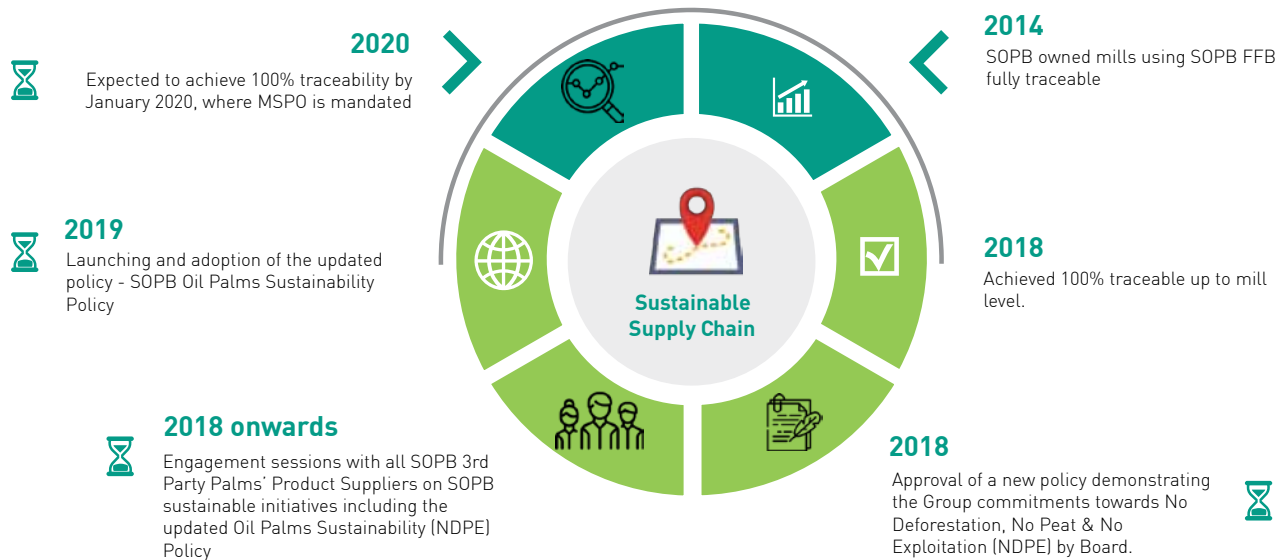 2014
SOPB owned mills using SOPB FFB
fully traceable
2018
Achieved 100% traceable up to mill
level.
2018
Approval of a new policy demonstrating
the Group commitments towards No
Deforestation, No Peat & No
Exploitation (NDPE) by Board.
2018 onwards
Engagement sessions with all SOPB 3rd
Party Palms’ Product Suppliers on SOPB
sustainable initiatives including the
updated Oil Palms Sustainability (NDPE)
Policy
2019
Launching and adoption of the updated
policy - SOPB Oil Palms Sustainability
Policy
2020
Expected to achieve 100% traceability by
January 2020, where MSPO is mandated
Sustainable
Supply Chain